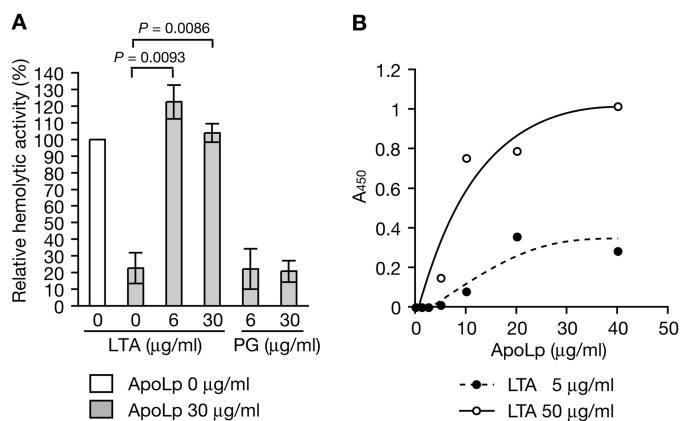 A
P = 0.0086
P = 0.0093
Relative hemolytic activity (%)
140
130
120
110
100
90
80
70
60
50
40
30
20
10
0
0 0 6 30 6 30
LTA (μg/ml) PG (μg/ml)
ApoLp 0 μg/ml
ApoLp 30 μg/ml
B
A450
1.2
1
0.8
0.6
0.4
0.2
0
0 10 20 30 40 50
ApoLp (μg/ml)
LTA 5 μg/ml
LTA 50 μg/ml